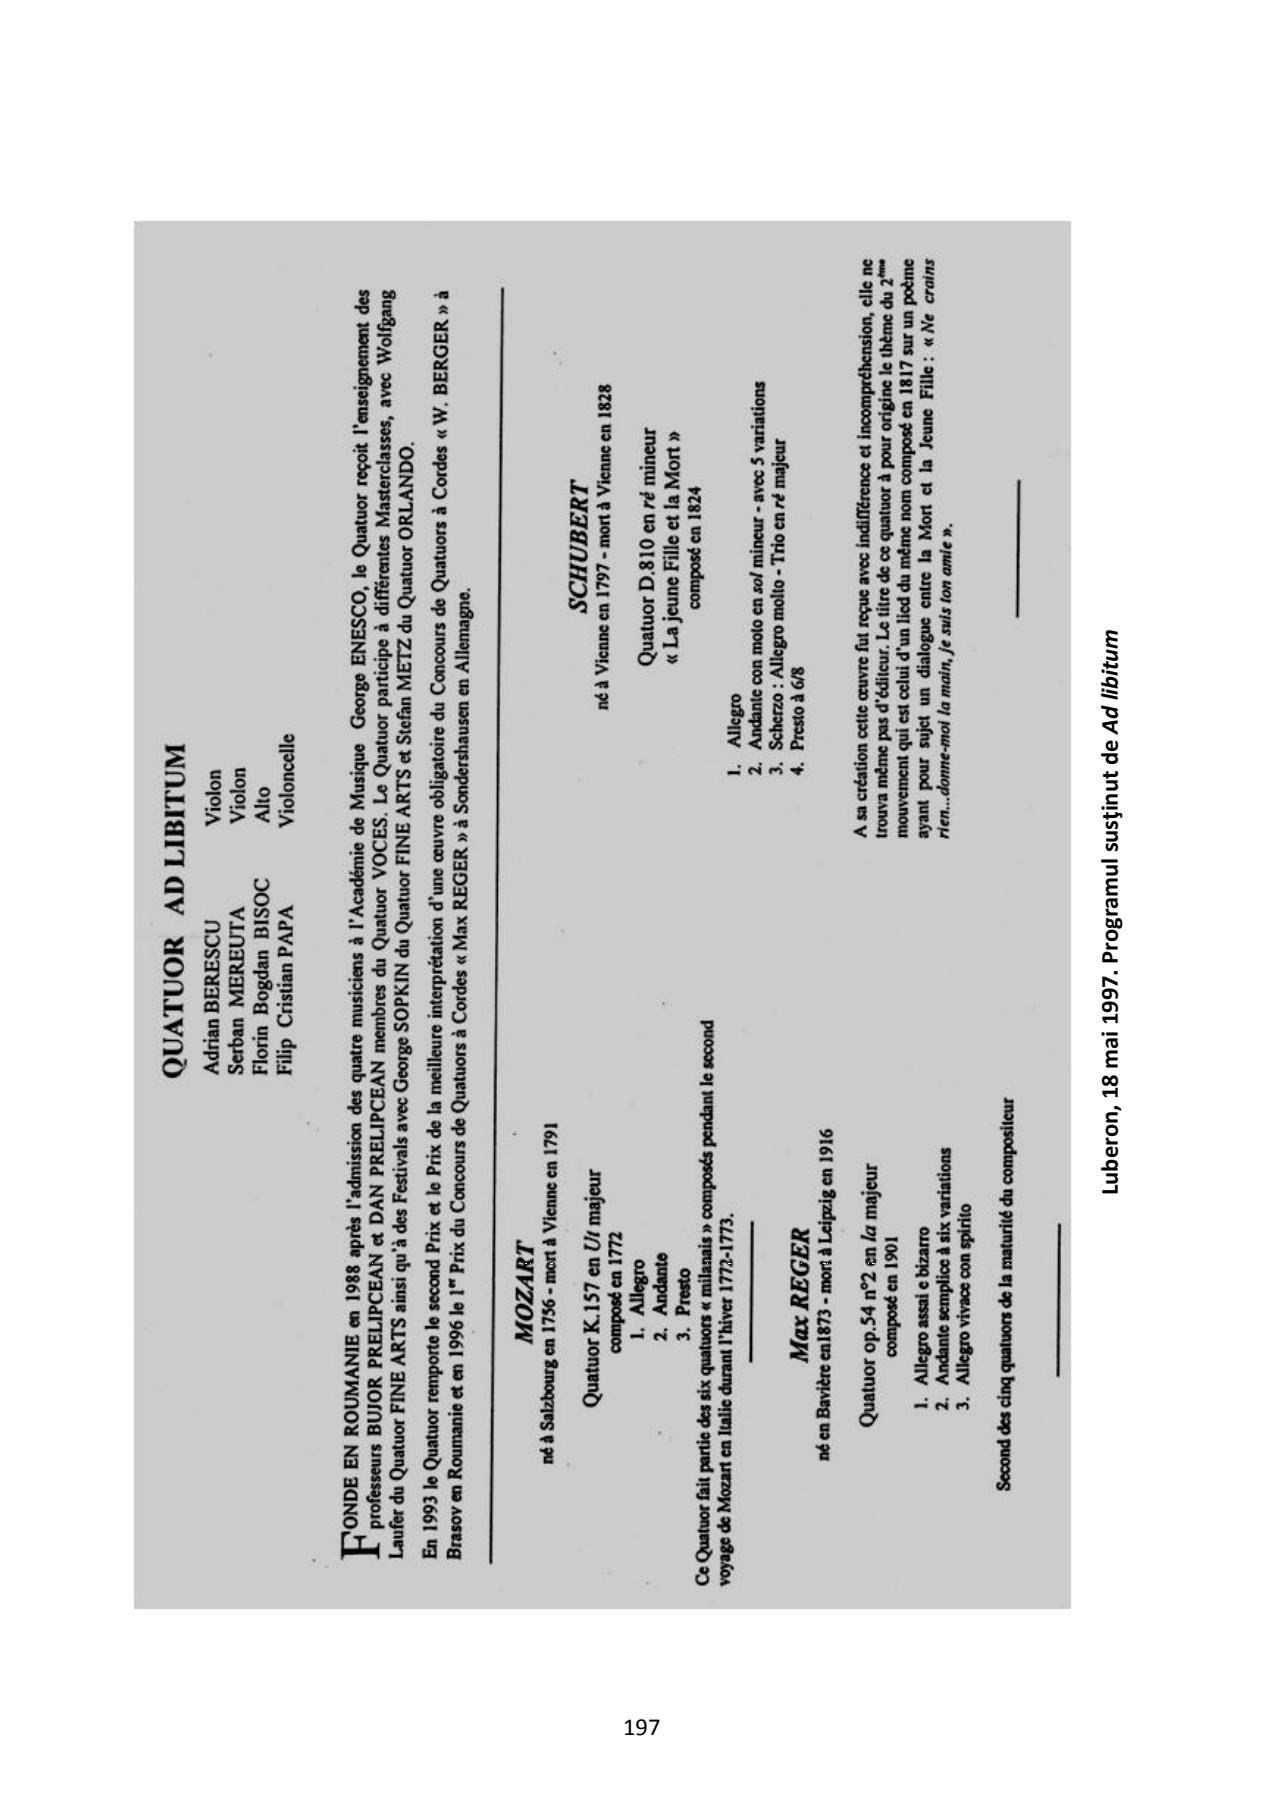 QUATUOR AD LIBITUM
Adrian BERESCU Violon
Serban MEREUTA Violon
Florin Bogdan BISOC Alto
Filip Cristian PAPA Violoncelle
FONDE EN ROUMANIE en 1988 après l'admission des quatre musiciens à l'Académie de Musique George ENESCO, le Quatuor reçoit l'enseignement des
professeurs BUJOR PRELIPCEAN et DAN PRELIPCEAN membres du Quatuor VOCES. Le Quatuor participe à différentes Masterclasses, avec Wolfgang
Laufer du Quatuor FINE ARTS ainsi qu'à des Festivals avec George SOPKIN du Quatuor FINE ARTS et Stefan METZ du Quatuor ORLANDO.
En 1993 le Quatuor remporte le second Prix et le Prix de la meilleure interprétation d'une œuvre obligatoire du Concours de Quatuors à Cordes « W. BERGER » à
Brasov en Roumanie et en 1996 le 1er Prix du Concours de Quatuors à Cordes « Max REGER » à Sondershausen en Allemagne.
MOZART
né à Salzbourg en 1756 - mort à Vienne en 1791
Quatuor K.157 en Ut majeur
composé en 1772
1. Allegro
2. Andante
3. Presto
Ce Quatuor fait partie des six quatuors « milanais » composés pendant le second
voyage de Mozart en Italie durant l'hiver 1772-1773.
Max REGER
né en Bavière en1873 - mort à Leipzig en 1916
Quatuor op.54 n°2 en la majeur
composé en 1901
1. Allegro assai e bizarro
2. Andante semplice à six variations
3. Allegro vivace con spirito
Second des cinq quatuors de la maturité du compositeur
SCHUBERT
né à Vienne en 1797 - mort à Vienne en 1828
Quatuor D.810 en ré mineur
« La jeune Fille et la Mort »
composé en 1824
1. Allegro
2. Andante con moto en sol mineur - avec 5 variations
3. Scherzo : Allegro molto - Trio en ré majeur
4. Presto à 6/8
A sa création cette œuvre fut reçue avec indifférence et incompréhension, elle ne
trouva même pas d'éditeur. Le titre de ce quatuor à pour origine le thème du 2ème
mouvement qui est celui d'un lied du même nom composé en 1817 sur un poème
ayant pour sujet un dialogue entre la Mort et la Jeune Fille : « Ne crains
rien...donne-moi la main, je suis ton amie ».
Luberon, 18 mai 1997. Programul susţinut de Ad libitum
197